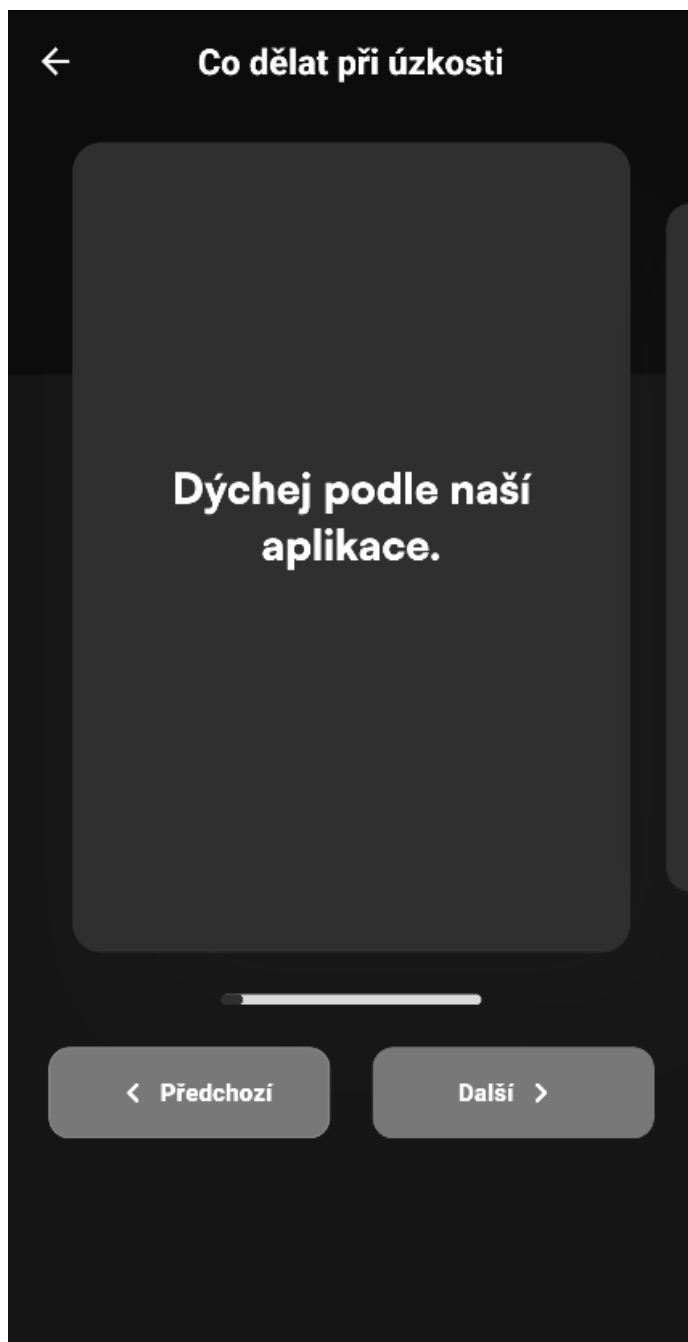 Co dělat při úzkosti
Dýchej podle naší
aplikace.
Předchozí
Další